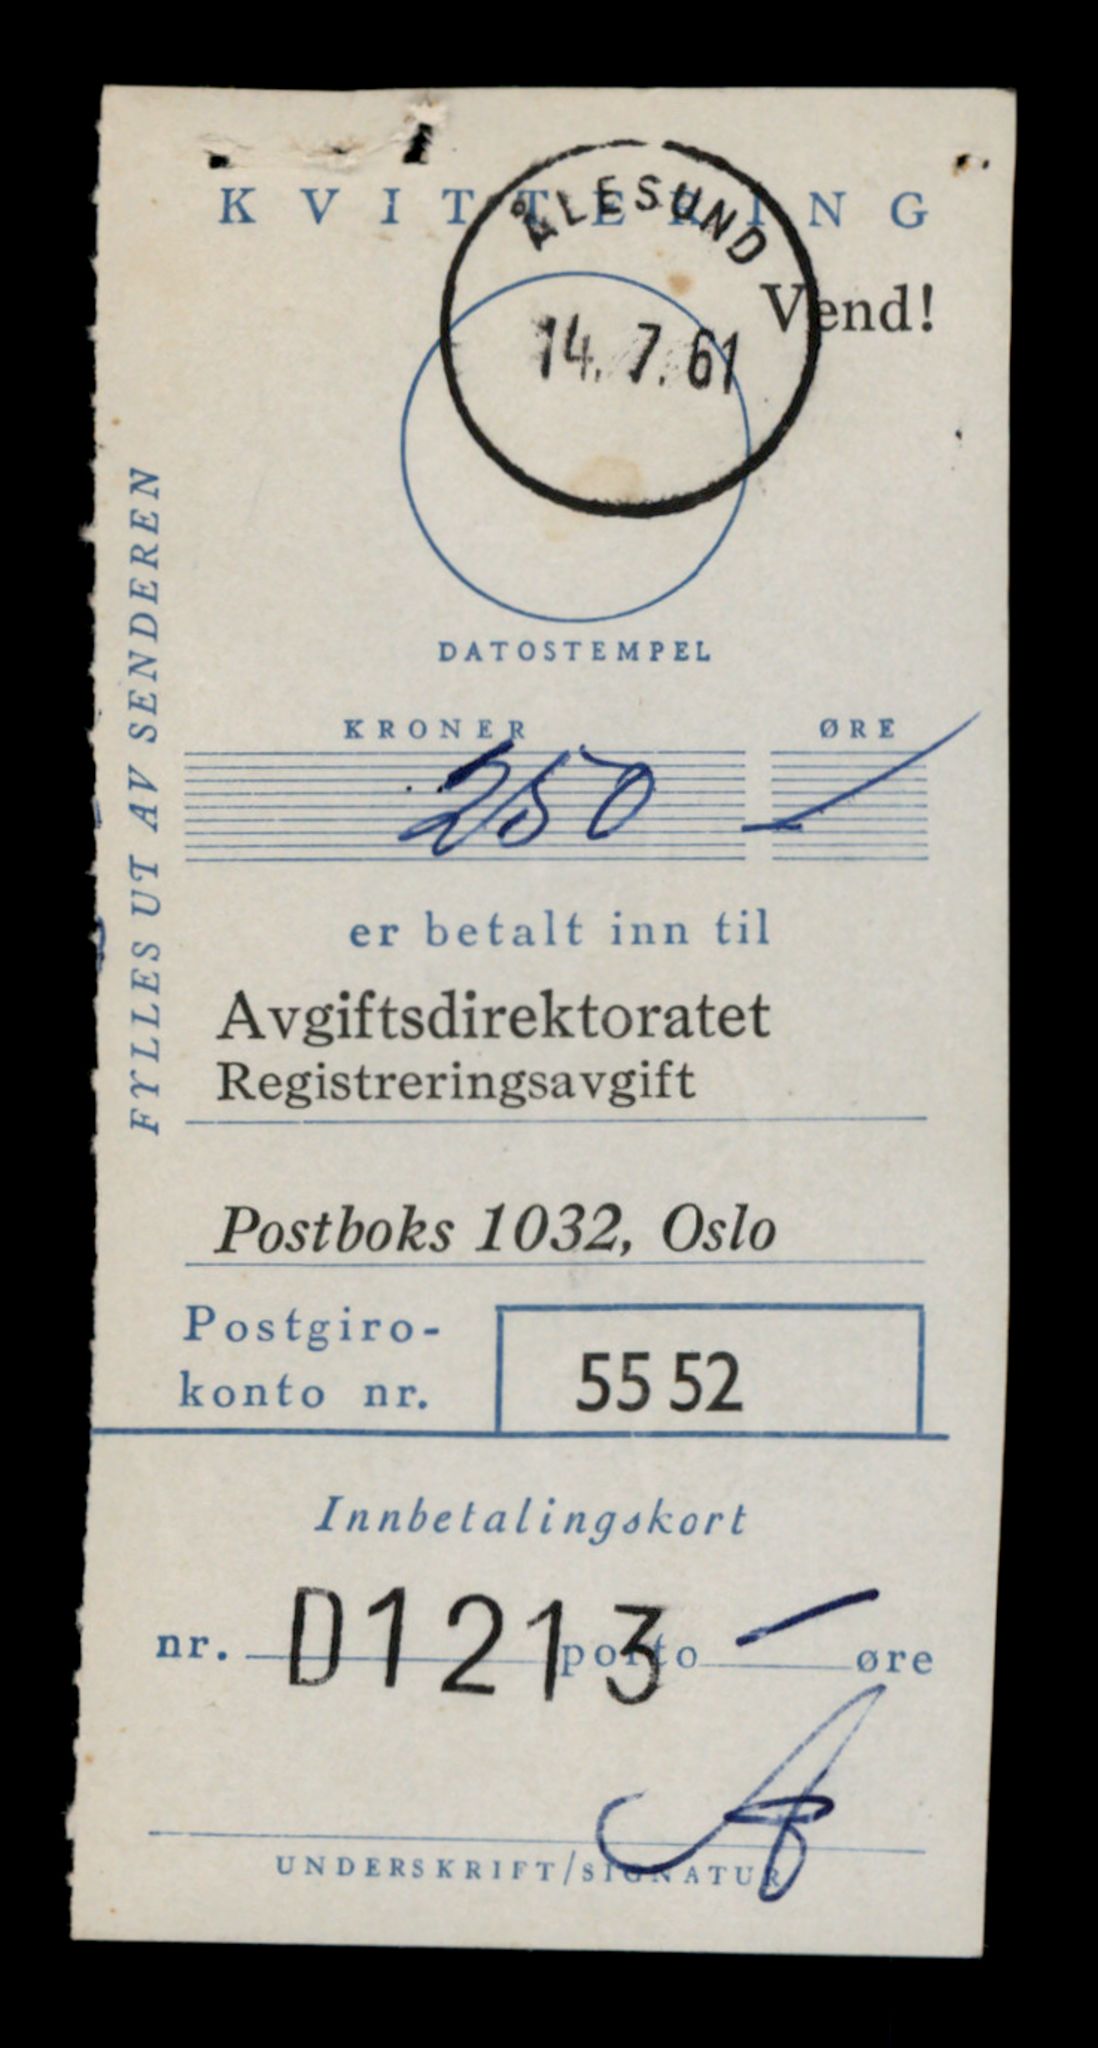 KVITTERING
ÅLESUND
Vend!
14. 7. 61
DATOSTEMPEL
FYLLES UT AV SENDEREN
KRONER ØRE
250 —
er betalt inn til
Avgiftsdirektoratet
Registreringsavgift
Postboks 1032, Oslo
Postgiro-
konto nr. 55 52
Innbetalingskort
nr. D1213 porto — øre
UNDERSKRIFT/SIGNATUR